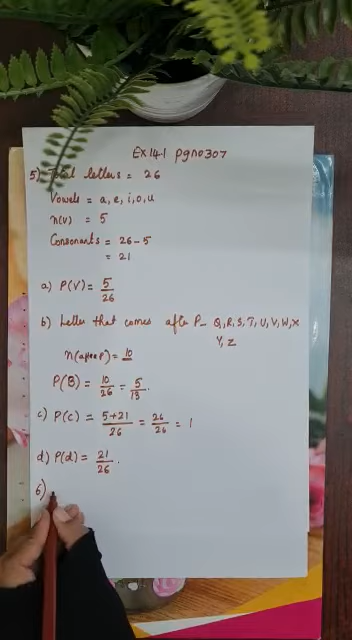 Ex 14.1 pg no 307
5) Total letters = 26
Vowels = a, e, i, o, u
n(v) = 5
Consonants = 26 - 5
= 21
a) P(V) = 5/26
b) Letter that comes after P - Q, R, S, T, U, V, W, X
Y, Z
n(after P) = 10
P(B) = 10/26 = 5/13.
c) P(C) = 5+21/26 = 26/26 = 1
d) P(d) = 21/26.
6)